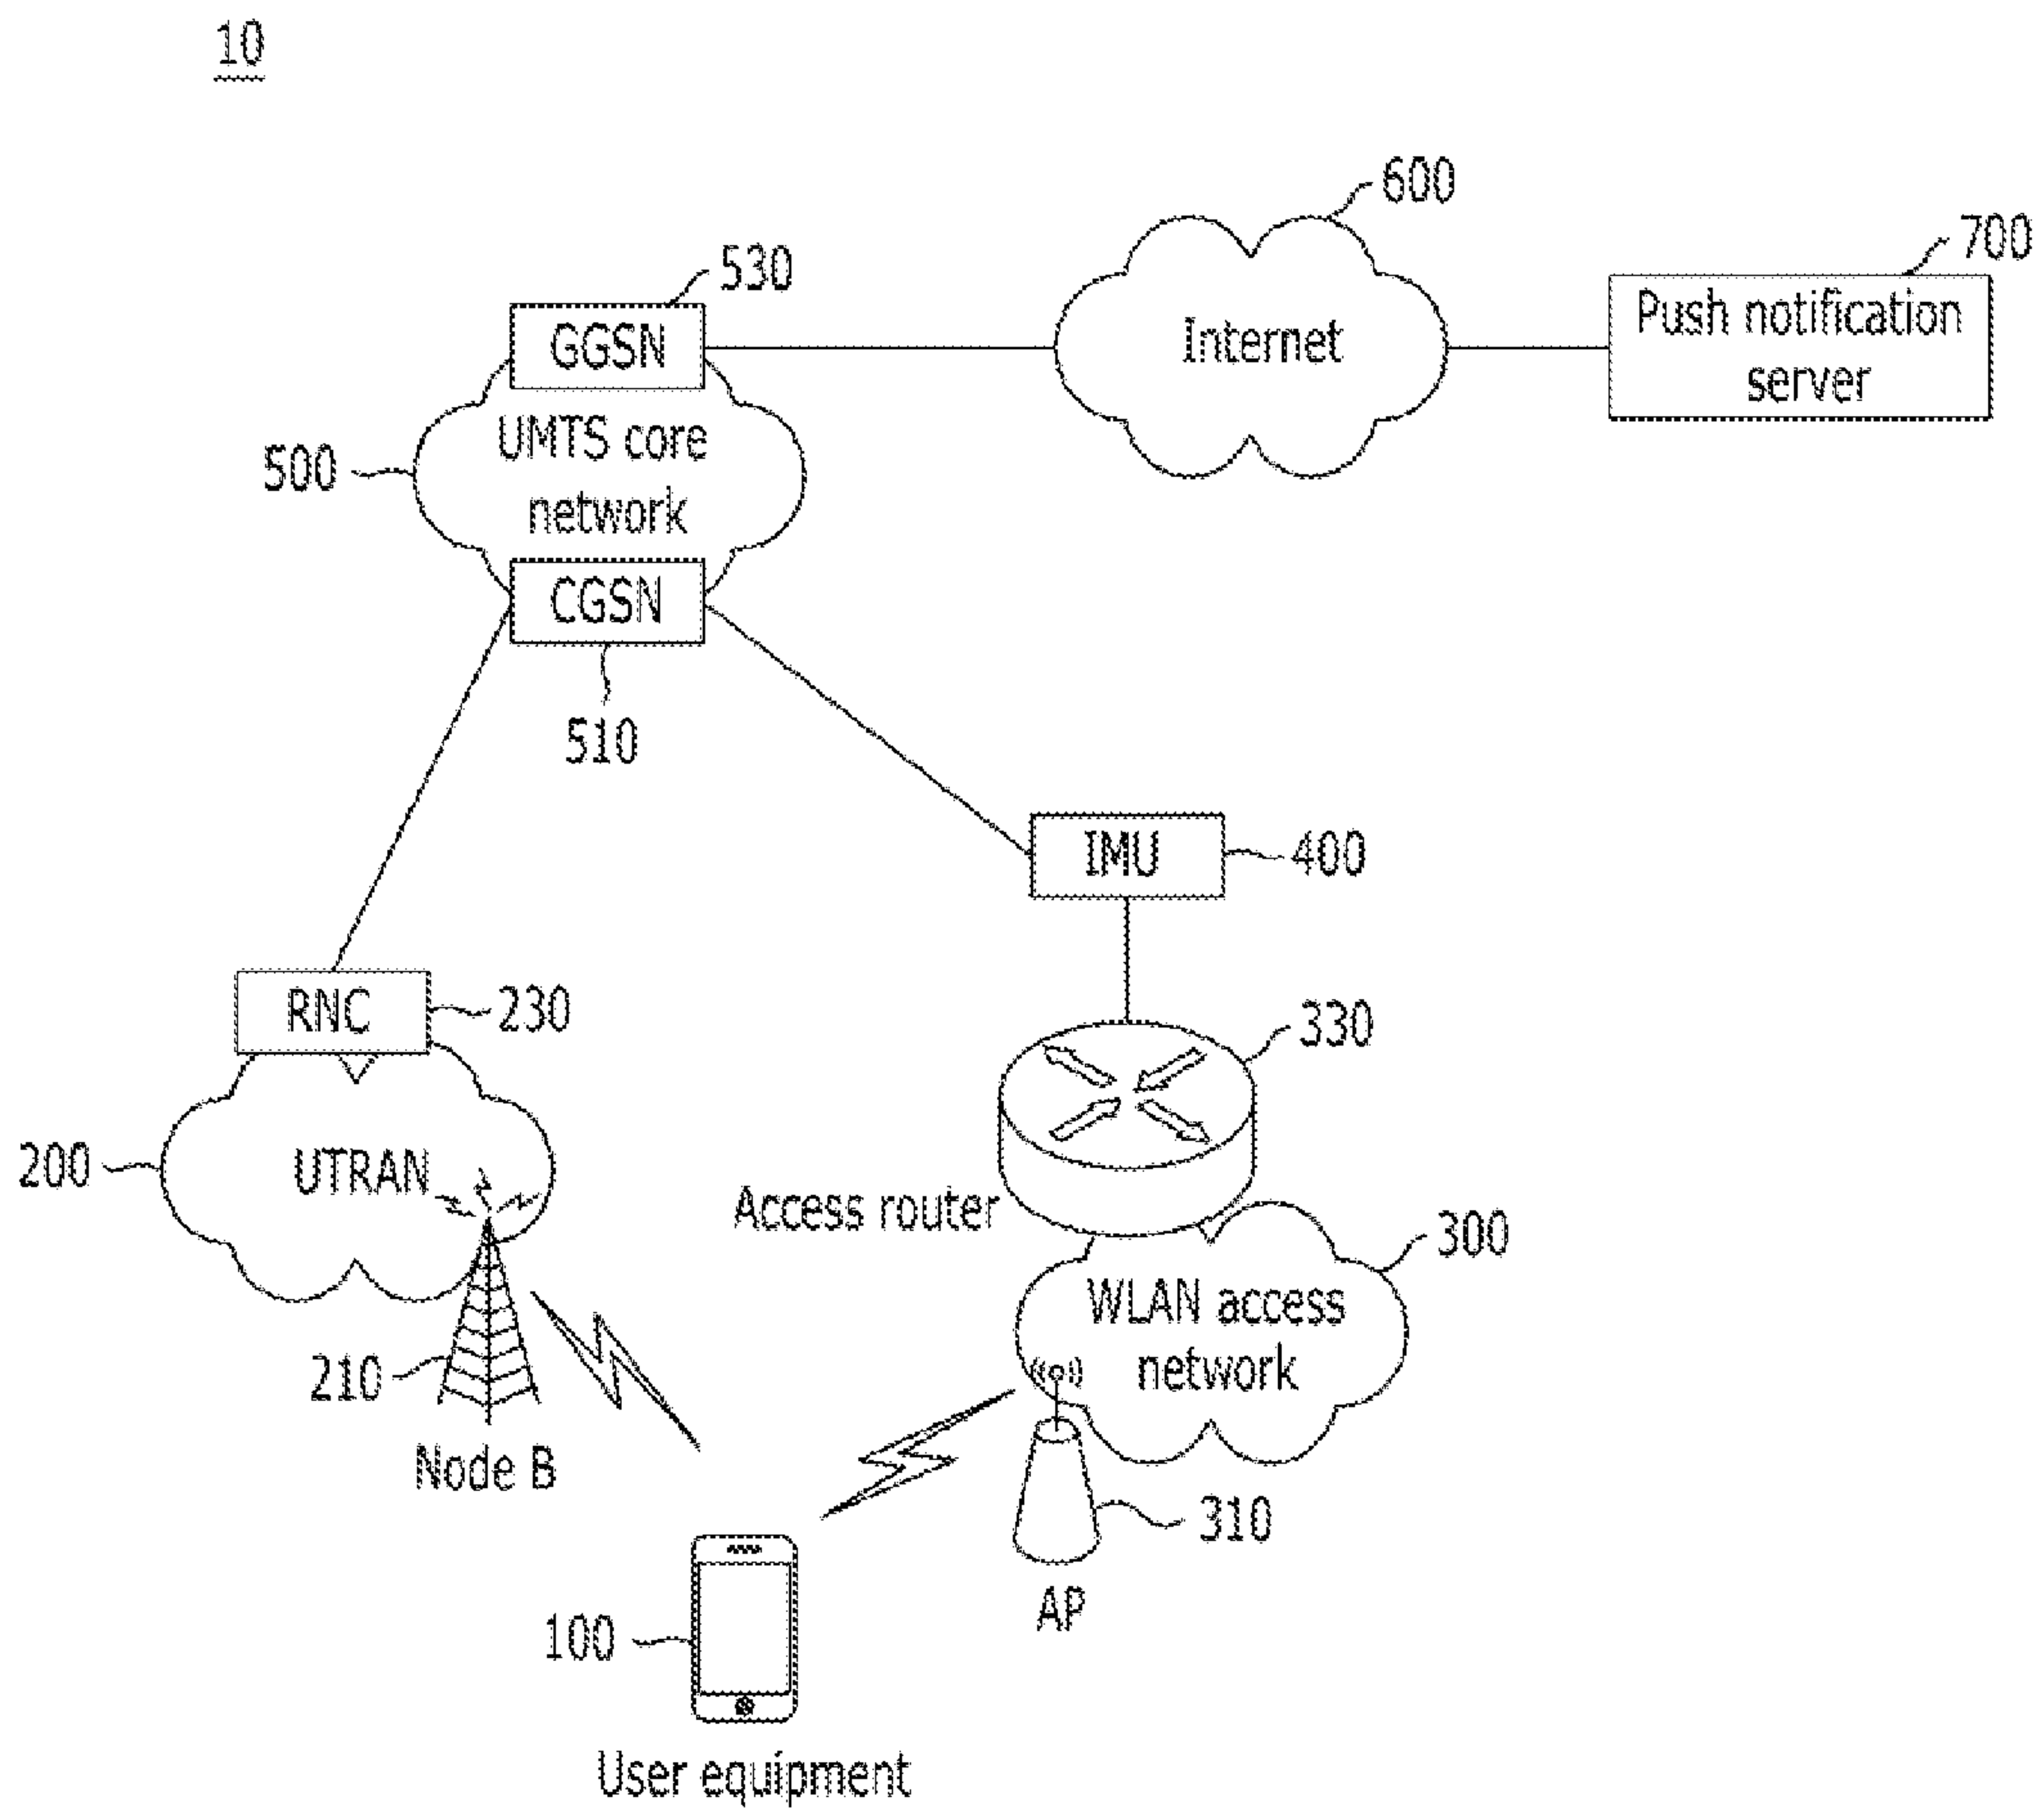 10
600
700
530
GGSN
Internet
Push notification
server
UMTS core
network
500
CGSN
510
IMU
400
RNC
230
330
200
UTRAN
Access router
300
WLAN access
network
210
Node B
310
AP
100
User equipment